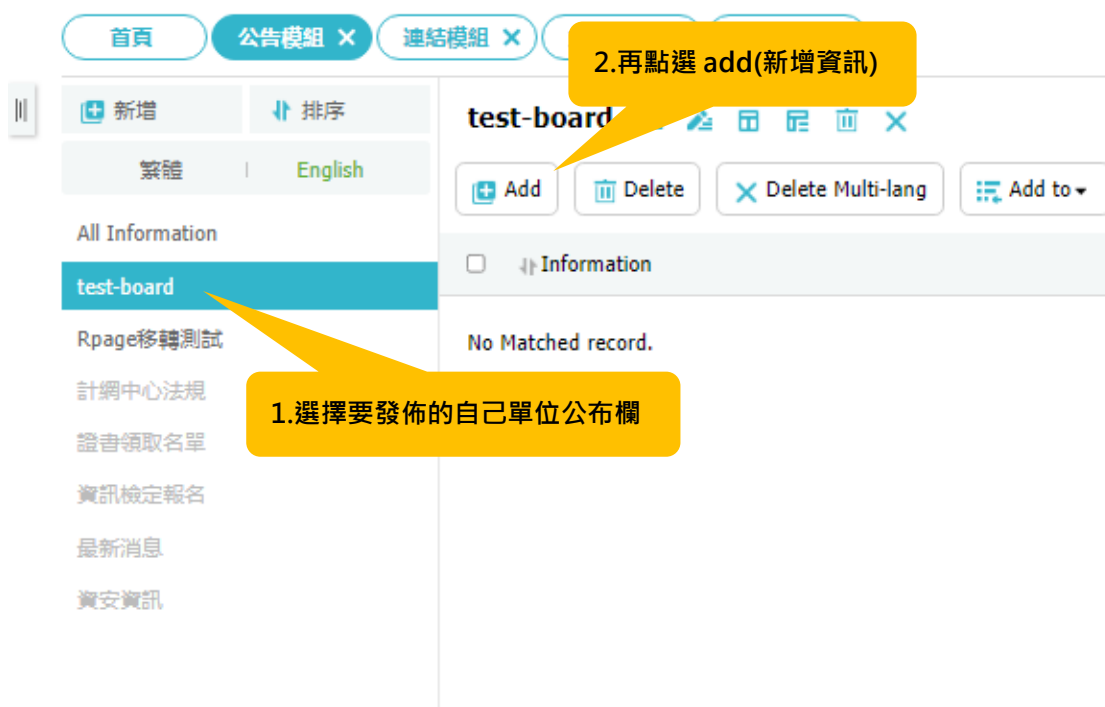 首頁
公告模組
連結模組
2.再點選 add(新增資訊)
新增
排序
繁體
English
test-board
Add
Delete
Delete Multi-lang
Add to
All Information
Information
test-board
Rpage移轉測試
No Matched record.
計網中心法規
1.選擇要發佈的自己單位公布欄
證書領取名單
資訊檢定報名
最新消息
資安資訊